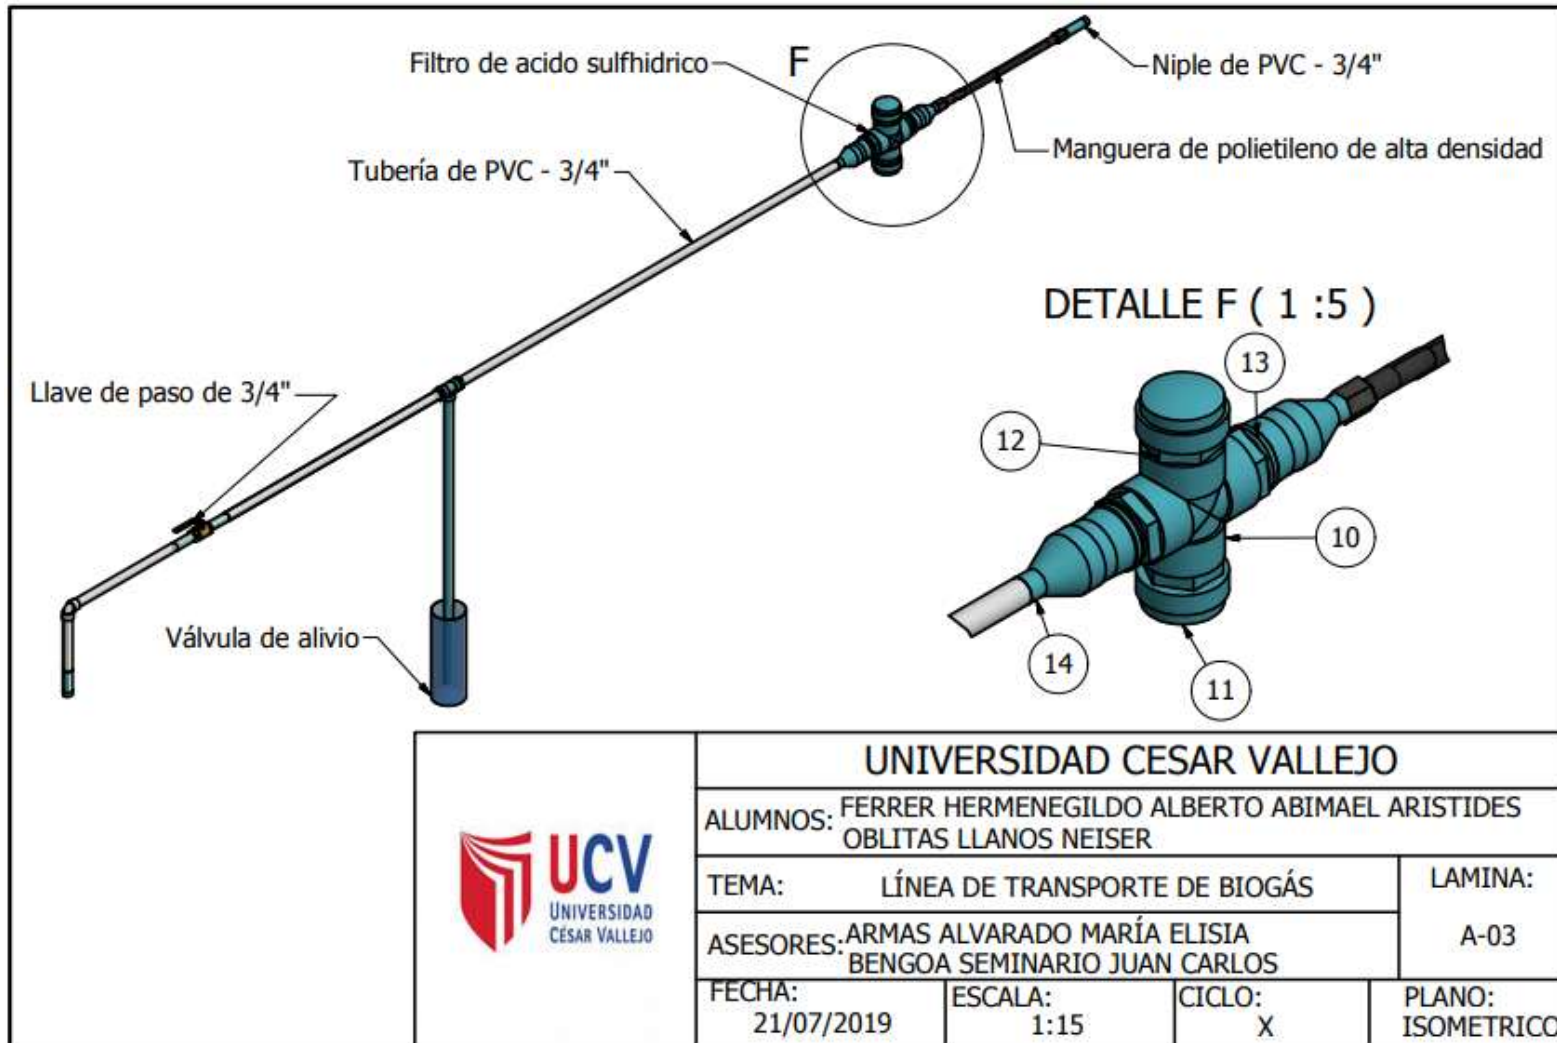 Filtro de acido sulfhidrico
F
Niple de PVC - 3/4"
Manguera de polietileno de alta densidad
Tubería de PVC - 3/4"
DETALLE F ( 1 :5 )
Llave de paso de 3/4"
Válvula de alivio
13
12
10
14
11
UNIVERSIDAD CESAR VALLEJO
ALUMNOS: FERRER HERMENEGILDO ALBERTO ABIMAEL ARISTIDES
OBLITAS LLANOS NEISER
TEMA: LÍNEA DE TRANSPORTE DE BIOGÁS
LAMINA:
A-03
ASESORES: ARMAS ALVARADO MARÍA ELISIA
BENGOA SEMINARIO JUAN CARLOS
FECHA:
21/07/2019
ESCALA:
1:15
CICLO:
X
PLANO:
ISOMETRICO
UCV
UNIVERSIDAD
CÉSAR VALLEJO